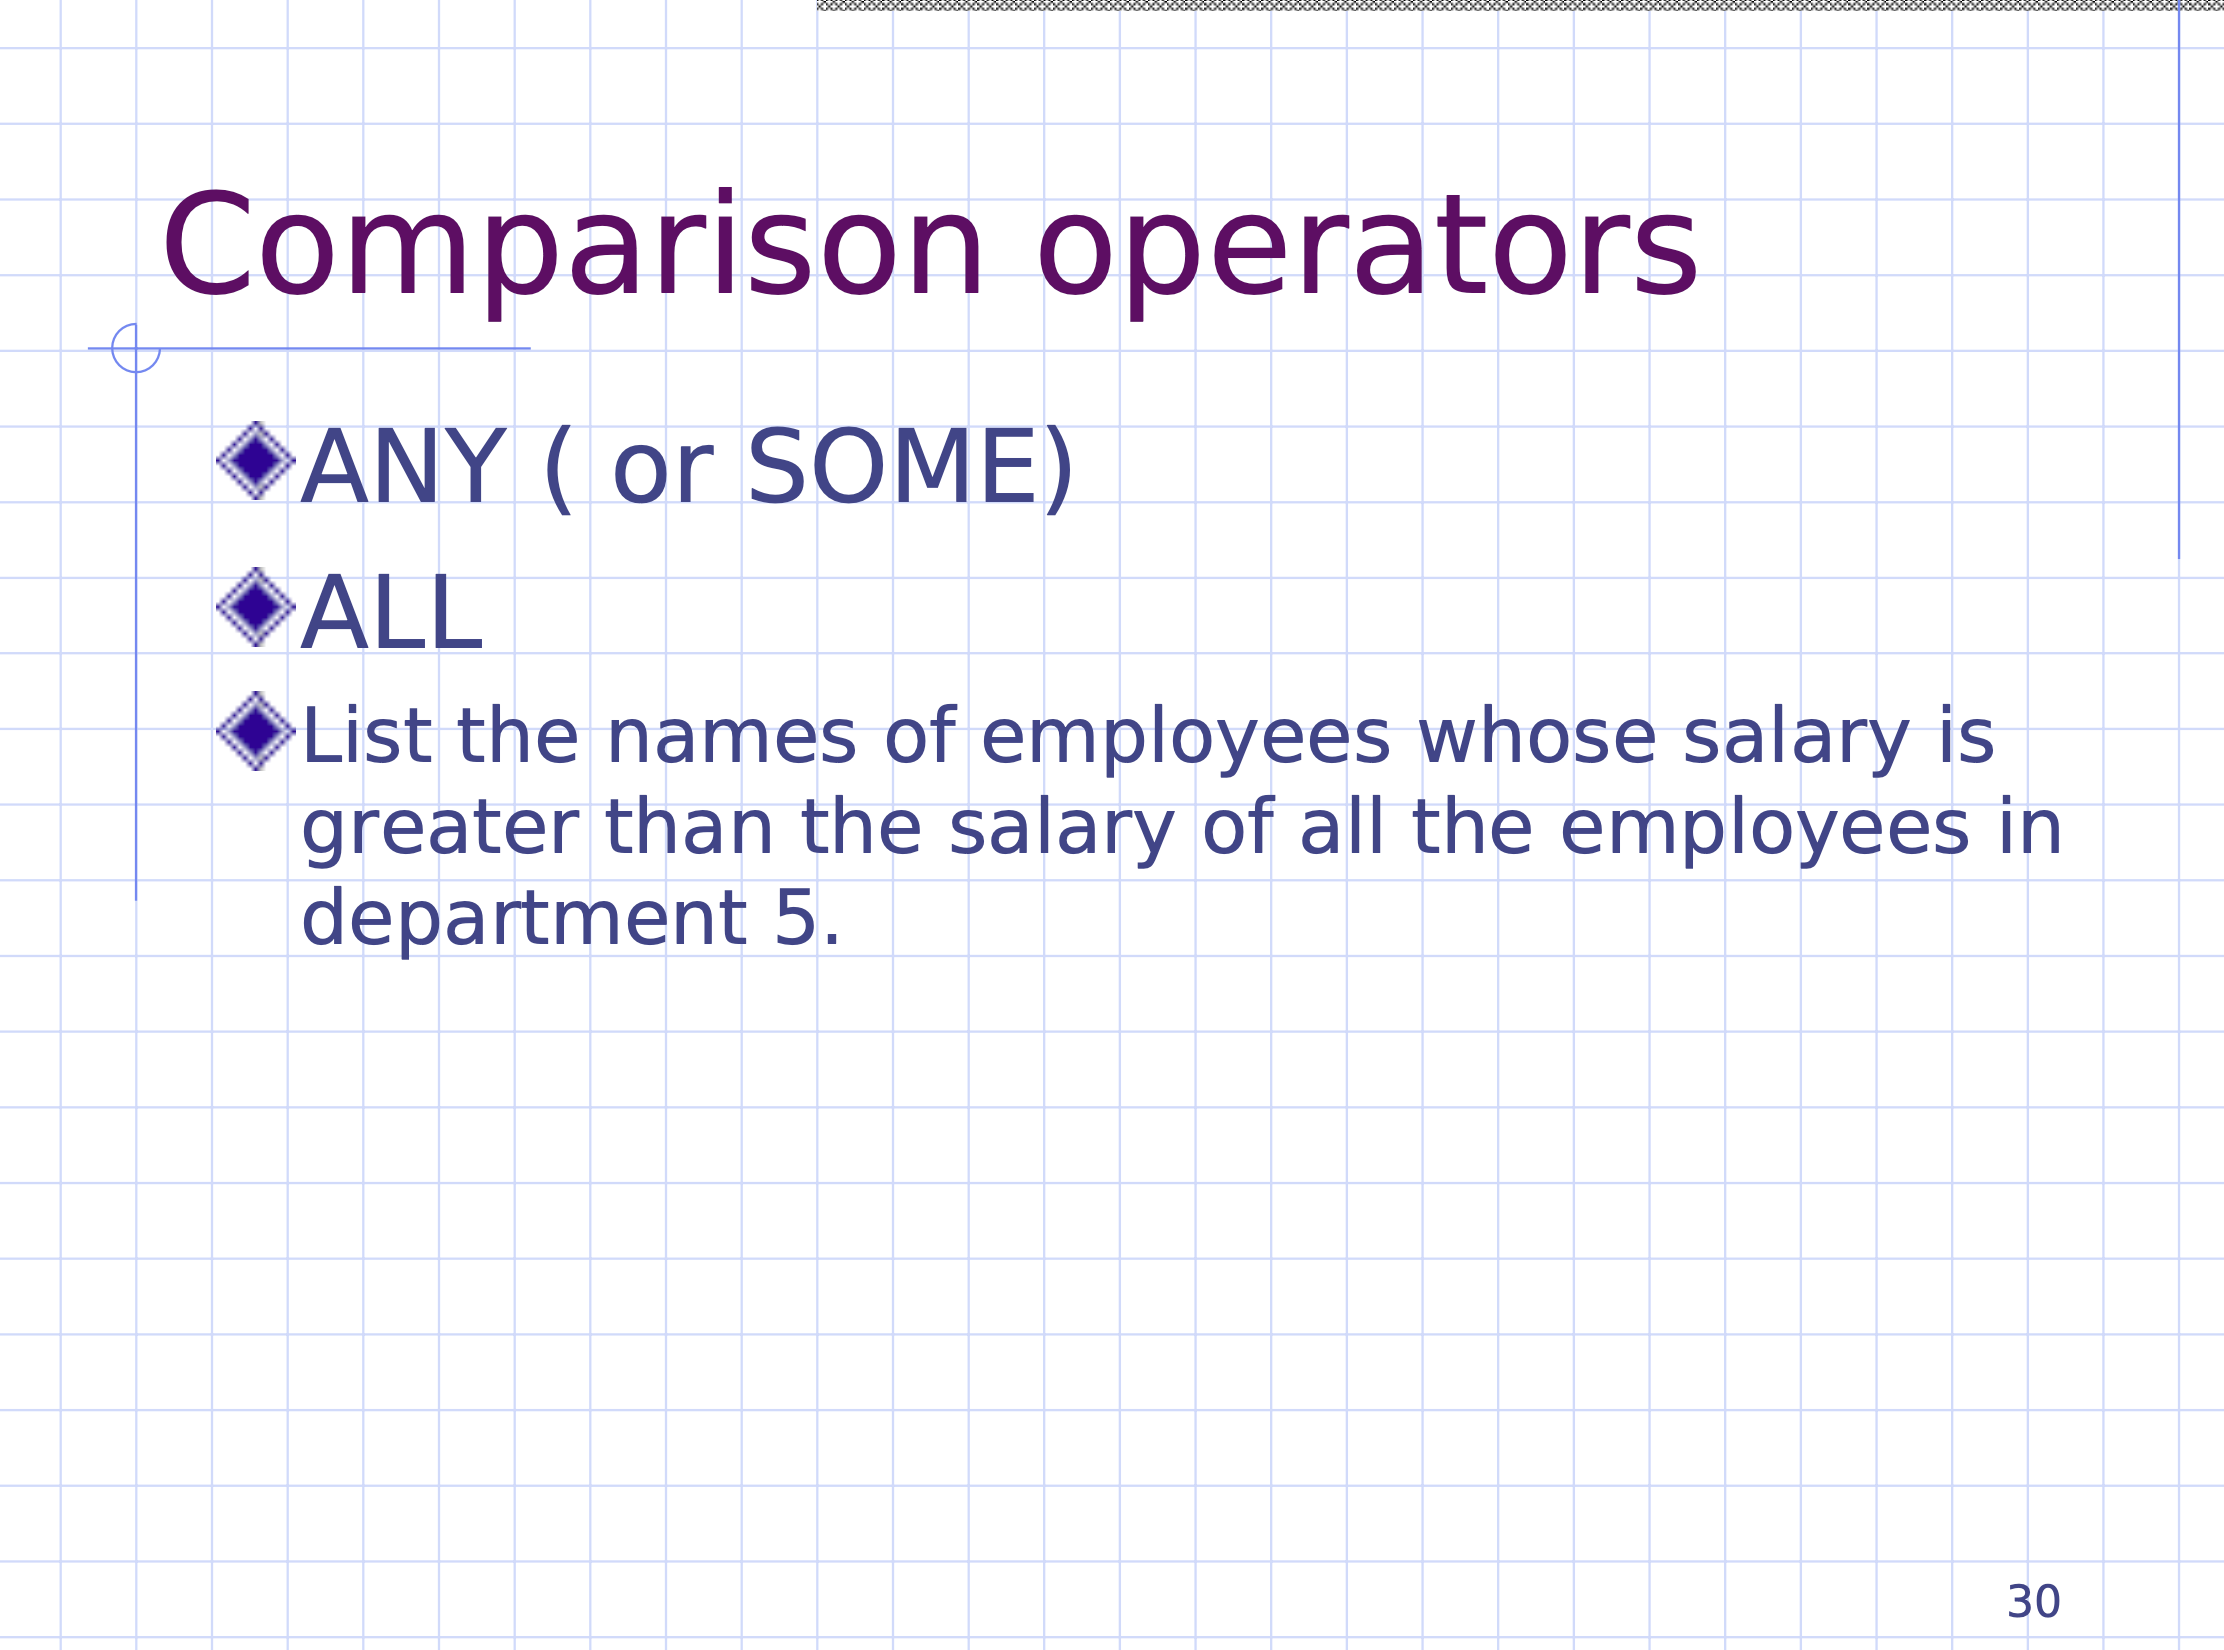 Comparison operators
ANY ( or SOME)
ALL
List the names of employees whose salary is
greater than the salary of all the employees in
department 5.
30